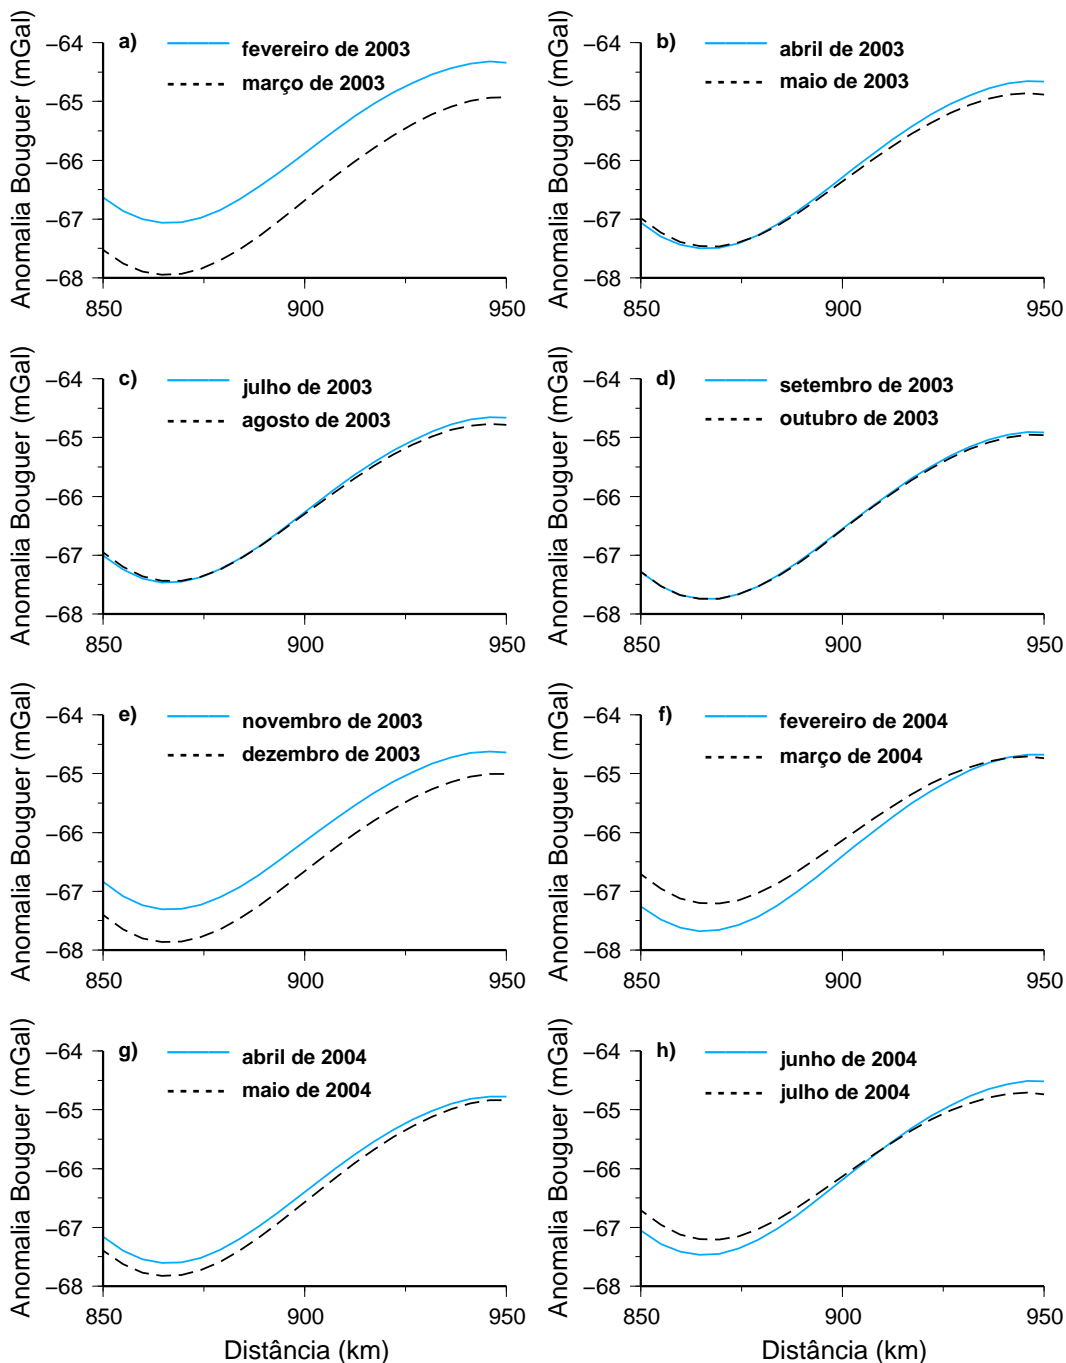 a) fevereiro de 2003
março de 2003
Anomalia Bouguer (mGal)
−64
−65
−66
−67
−68
850 900 950
b) abril de 2003
maio de 2003
Anomalia Bouguer (mGal)
−64
−65
−66
−67
−68
850 900 950
c) julho de 2003
agosto de 2003
Anomalia Bouguer (mGal)
−64
−65
−66
−67
−68
850 900 950
d) setembro de 2003
outubro de 2003
Anomalia Bouguer (mGal)
−64
−65
−66
−67
−68
850 900 950
e) novembro de 2003
dezembro de 2003
Anomalia Bouguer (mGal)
−64
−65
−66
−67
−68
850 900 950
f) fevereiro de 2004
março de 2004
Anomalia Bouguer (mGal)
−64
−65
−66
−67
−68
850 900 950
g) abril de 2004
maio de 2004
Anomalia Bouguer (mGal)
−64
−65
−66
−67
−68
850 900 950
Distância (km)
h) junho de 2004
julho de 2004
Anomalia Bouguer (mGal)
−64
−65
−66
−67
−68
850 900 950
Distância (km)